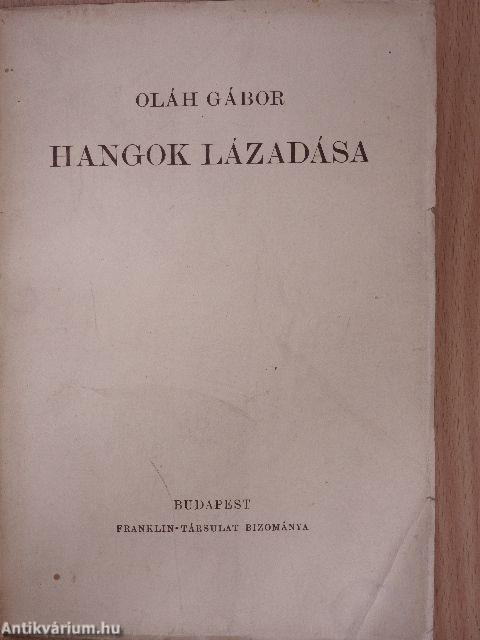 OLÁH GÁBOR
HANGOK LÁZADÁSA
BUDAPEST
FRANKLIN-TÁRSULAT BIZOMÁNYA
Antikvárium.hu